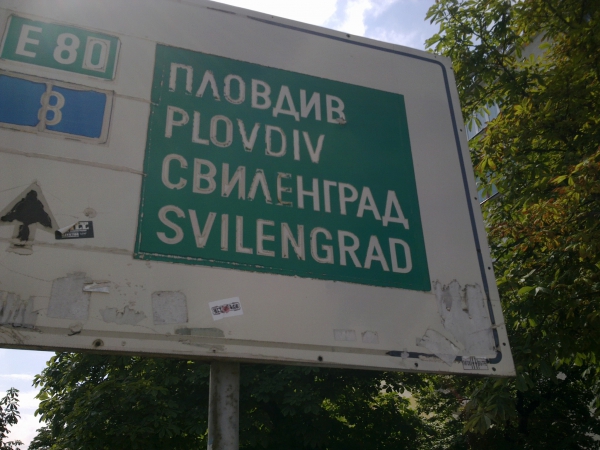 E 80
8
ПЛОВДИВ
PLOVDIV
СВИЛЕНГРАД
SVILENGRAD